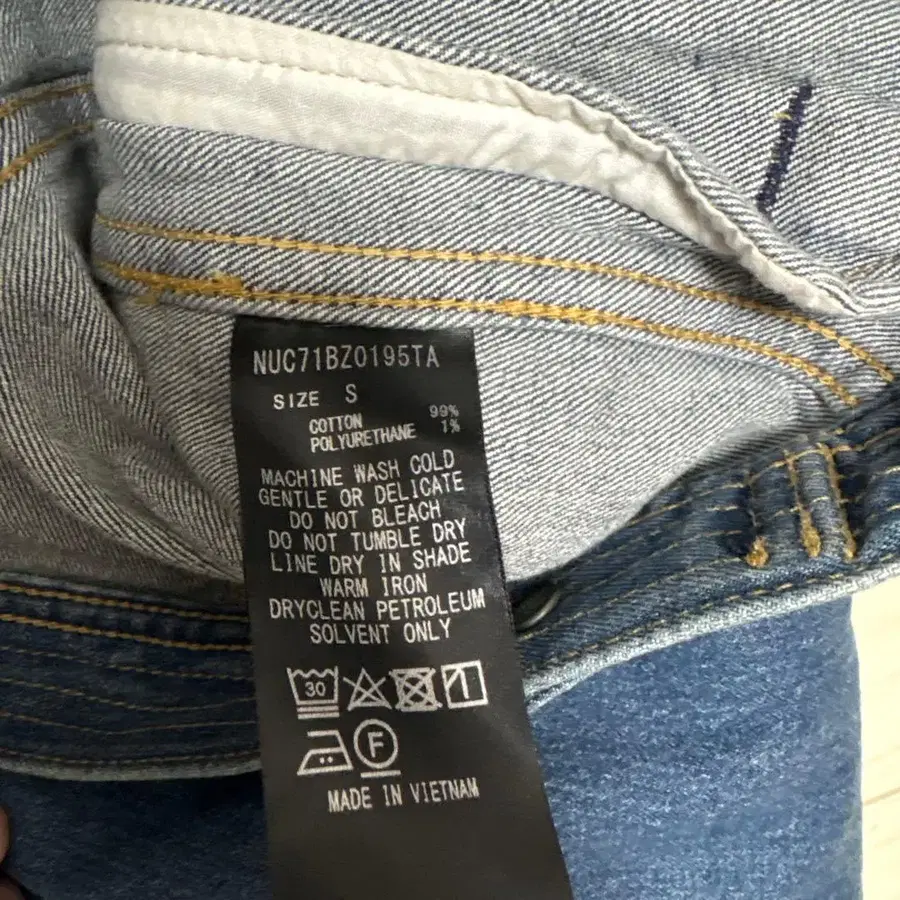 NUC71BZ0195TA
SIZE S
COTTON 99%
POLYURETHANE 1%
MACHINE WASH COLD
GENTLE OR DELICATE
DO NOT BLEACH
DO NOT TUMBLE DRY
LINE DRY IN SHADE
WARM IRON
DRYCLEAN PETROLEUM
SOLVENT ONLY
30
F
MADE IN VIETNAM